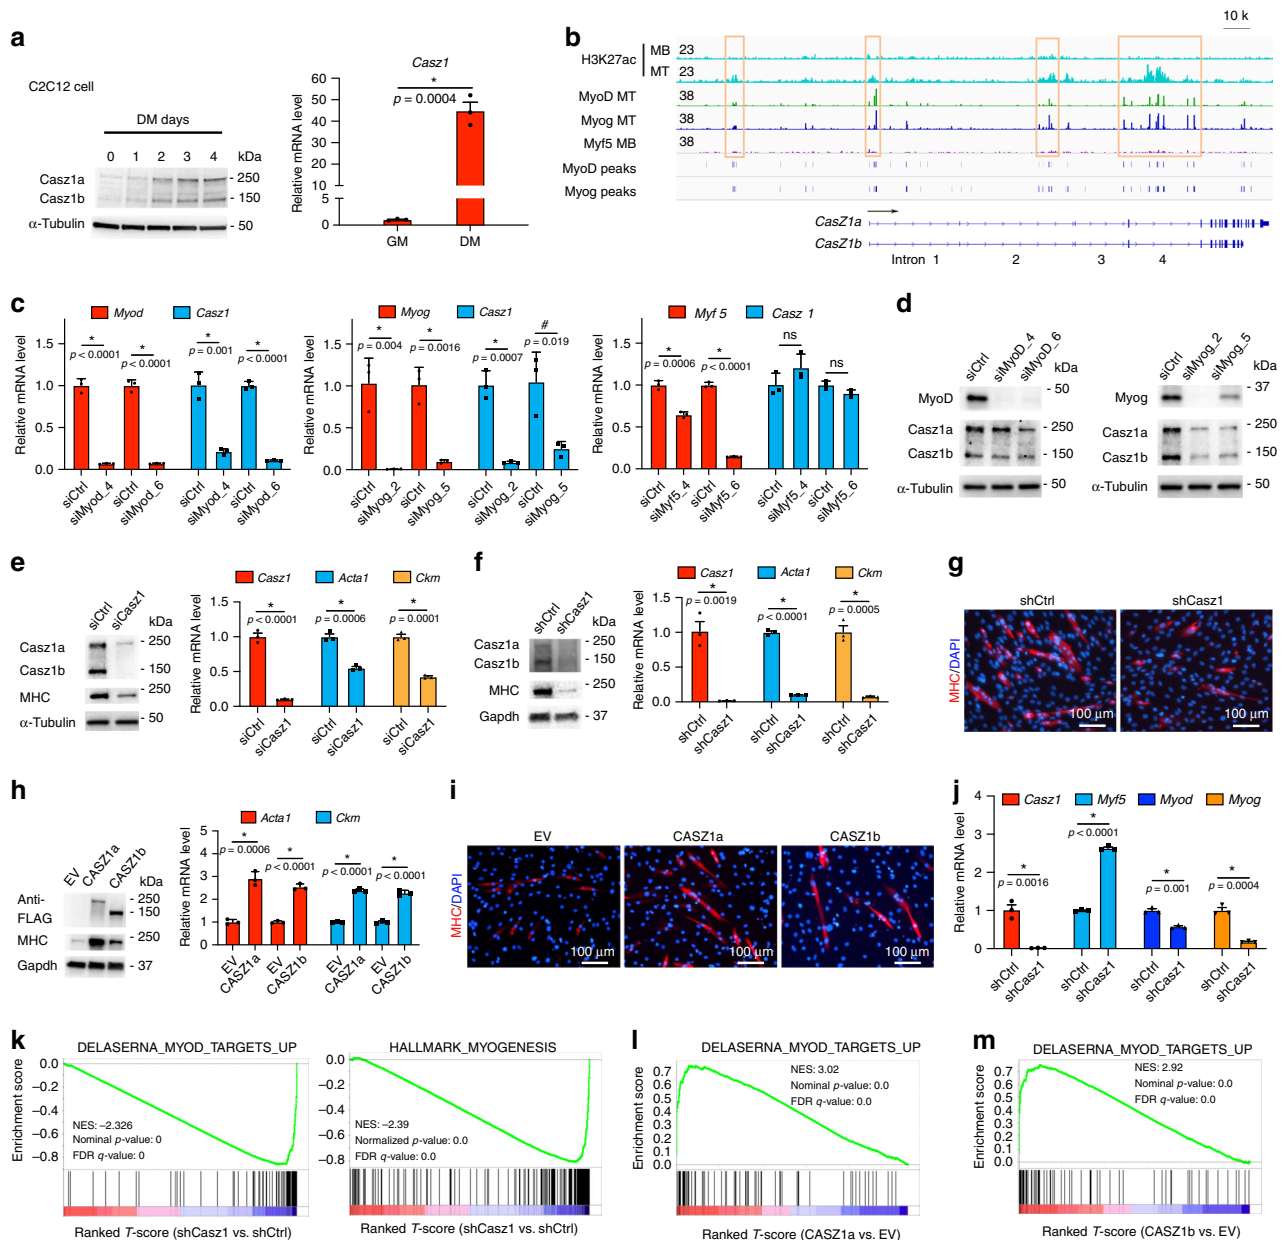 a
C2C12 cell
DM days
0 1 2 3 4 kDa
Casz1a - 250
Casz1b - 150
α-Tubulin - 50
Casz1
Relative mRNA level
60
50
40
30
20
10
5
0
*
p = 0.0004
GM DM
b
10 k
H3K27ac MB 23
MT 23
MyoD MT 38
Myog MT 38
Myf5 MB 38
MyoD peaks
Myog peaks
CasZ1a
CasZ1b
Intron 1 2 3 4
c
Myod Casz1
Relative mRNA level
1.5
1.0
0.5
0.0
* * * *
p < 0.0001 p < 0.0001 p = 0.001 p < 0.0001
siCtrl siMyod_4 siCtrl siMyod_6 siCtrl siMyod_4 siCtrl siMyod_6
Myog Casz1
Relative mRNA level
1.5
1.0
0.5
0.0
* * * #
p = 0.004 p = 0.0016 p = 0.0007 p = 0.019
siCtrl siMyog_2 siCtrl siMyog_5 siCtrl siMyog_2 siCtrl siMyog_5
Myf 5 Casz 1
Relative mRNA level
1.5
1.0
0.5
0.0
* * ns ns
p = 0.0006 p < 0.0001
siCtrl siMyf5_4 siCtrl siMyf5_6 siCtrl siMyf5_4 siCtrl siMyf5_6
d
siCtrl siMyoD_4 siMyoD_6 kDa
MyoD - 50
Casz1a - 250
Casz1b - 150
α-Tubulin - 50
siCtrl siMyog_2 siMyog_5 kDa
Myog - 37
Casz1a - 250
Casz1b - 150
α-Tubulin - 50
e
siCtrl siCasz1 kDa
Casz1a - 250
Casz1b - 150
MHC - 250
α-Tubulin - 50
Casz1 Acta1 Ckm
Relative mRNA level
1.5
1.0
0.5
0.0
* * *
p < 0.0001 p = 0.0006 p = 0.0001
siCtrl siCasz1 siCtrl siCasz1 siCtrl siCasz1
f
shCtrl shCasz1 kDa
Casz1a - 250
Casz1b - 150
MHC - 250
Gapdh - 37
Casz1 Acta1 Ckm
Relative mRNA level
1.5
1.0
0.5
0.0
* * *
p = 0.0019 p < 0.0001 p = 0.0005
shCtrl shCasz1 shCtrl shCasz1 shCtrl shCasz1
g
shCtrl shCasz1
MHC/DAPI
100 µm 100 µm
h
EV CASZ1a CASZ1b kDa
Anti-FLAG - 250
- 150
MHC - 250
Gapdh - 37
Acta1 Ckm
Relative mRNA level
5
4
3
2
1
0
* * * *
p = 0.0006 p < 0.0001 p < 0.0001 p < 0.0001
EV CASZ1a EV CASZ1b EV CASZ1a EV CASZ1b
i
EV CASZ1a CASZ1b
MHC/DAPI
100 µm 100 µm 100 µm
j
Casz1 Myf5 Myod Myog
Relative mRNA level
4
3
2
1
0
* * * *
p = 0.0016 p < 0.0001 p = 0.001 p = 0.0004
shCtrl shCasz1 shCtrl shCasz1 shCtrl shCasz1 shCtrl shCasz1
k
DELASERNA_MYOD_TARGETS_UP
Enrichment score
0.0
−0.2
−0.4
−0.6
−0.8
NES: −2.326
Nominal p-value: 0
FDR q-value: 0
Ranked T-score (shCasz1 vs. shCtrl)
HALLMARK_MYOGENESIS
0.0
−0.2
−0.4
−0.6
−0.8
NES: −2.39
Normalized p-value: 0.0
FDR q-value: 0.0
Ranked T-score (shCasz1 vs. shCtrl)
l
DELASERNA_MYOD_TARGETS_UP
Enrichment score
0.7
0.6
0.5
0.4
0.3
0.2
0.1
0.0
NES: 3.02
Nominal p-value: 0.0
FDR q-value: 0.0
Ranked T-score (CASZ1a vs. EV)
m
DELASERNA_MYOD_TARGETS_UP
Enrichment score
0.7
0.6
0.5
0.4
0.3
0.2
0.1
0.0
NES: 2.92
Nominal p-value: 0.0
FDR q-value: 0.0
Ranked T-score (CASZ1b vs. EV)